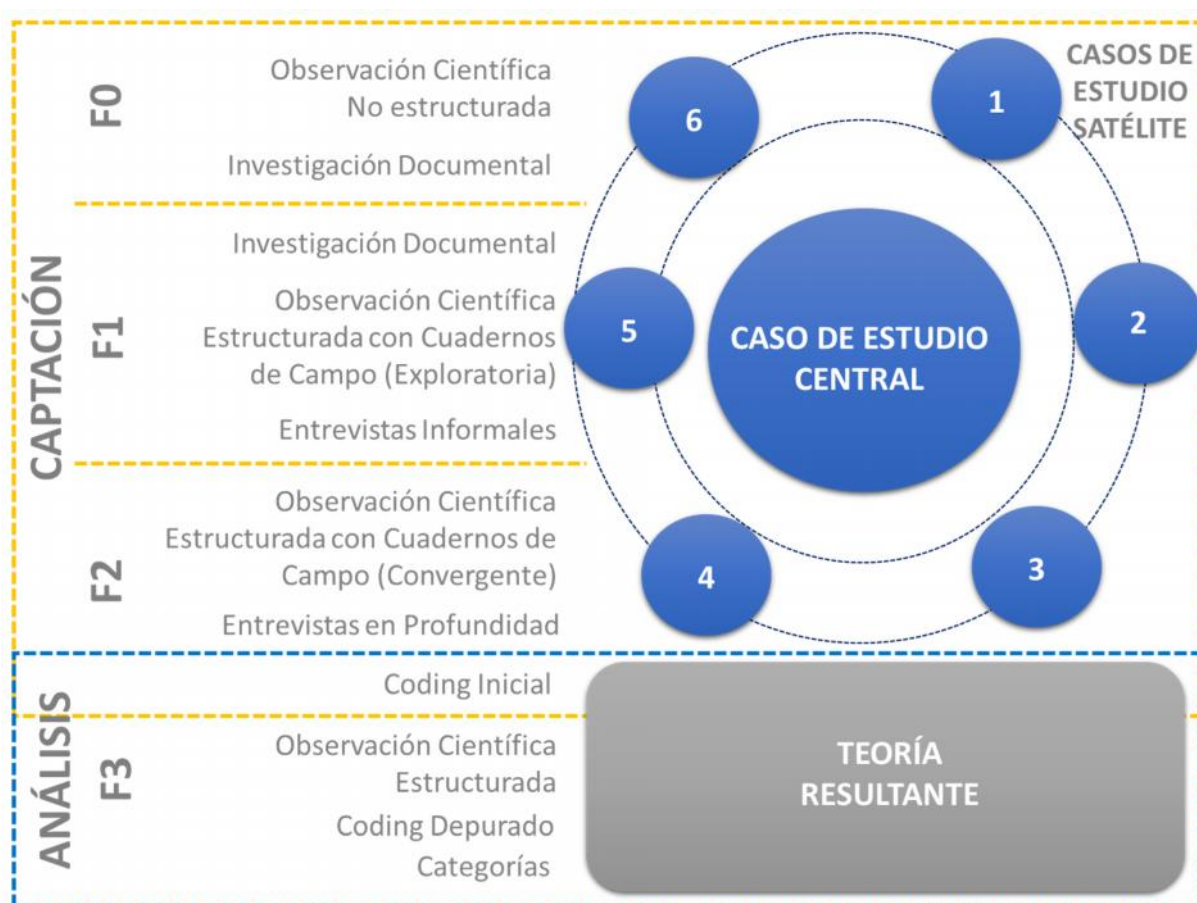 CAPTACIÓN
F0
Observación Científica
No estructurada
Investigación Documental
F1
Investigación Documental
Observación Científica
Estructurada con Cuadernos
de Campo (Exploratoria)
Entrevistas Informales
F2
Observación Científica
Estructurada con Cuadernos de
Campo (Convergente)
Entrevistas en Profundidad
CASOS DE
ESTUDIO
SATÉLITE
1
2
3
4
5
6
CASO DE ESTUDIO
CENTRAL
ANÁLISIS
Coding Inicial
F3
Observación Científica
Estructurada
Coding Depurado
Categorías
TEORÍA
RESULTANTE